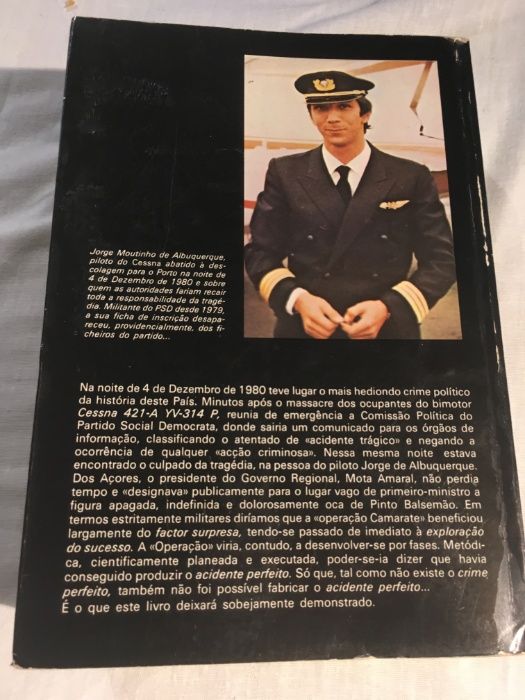 Jorge Moutinho de Albuquerque,
piloto do Cessna abatido à des-
colagem para o Porto na noite de
4 de Dezembro de 1980 e sobre
quem as autoridades fariam recair
toda a responsabilidade da tragé-
dia. Militante do PSD desde 1979,
a sua ficha de inscrição desapa-
receu, providencialmente, dos fi-
cheiros do partido...
Na noite de 4 de Dezembro de 1980 teve lugar o mais hediondo crime político
da história deste País. Minutos após o massacre dos ocupantes do bimotor
Cessna 421-A YV-314 P, reunia de emergência a Comissão Política do
Partido Social Democrata, donde sairia um comunicado para os órgãos de
informação, classificando o atentado de «acidente trágico» e negando a
ocorrência de qualquer «acção criminosa». Nessa mesma noite estava
encontrado o culpado da tragédia, na pessoa do piloto Jorge de Albuquerque.
Dos Açores, o presidente do Governo Regional, Mota Amaral, não perdia
tempo e «designava» publicamente para o lugar vago de primeiro-ministro a
figura apagada, indefinida e dolorosamente oca de Pinto Balsemão. Em
termos estritamente militares diríamos que a «operação Camarate» beneficiou
largamente do factor surpresa, tendo-se passado de imediato à exploração
do sucesso. A «Operação» viria, contudo, a desenvolver-se por fases. Metódi-
ca, cientificamente planeada e executada, poder-se-ia dizer que havia
conseguido produzir o acidente perfeito. Só que, tal como não existe o crime
perfeito, também não foi possível fabricar o acidente perfeito...
É o que este livro deixará sobejamente demonstrado.